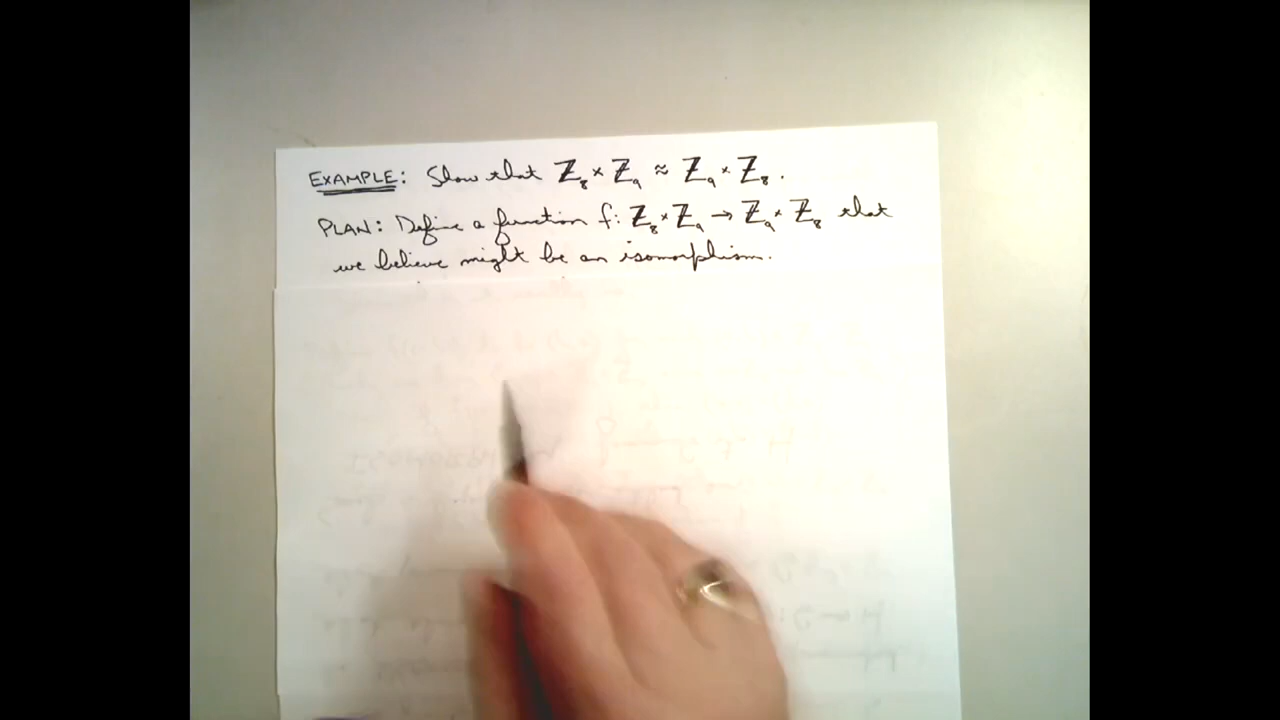 EXAMPLE: Show that ℤ₈ × ℤ₉ ≈ ℤ₉ × ℤ₈.
PLAN: Define a function f: ℤ₈ × ℤ₉ → ℤ₉ × ℤ₈ that
we believe might be an isomorphism.